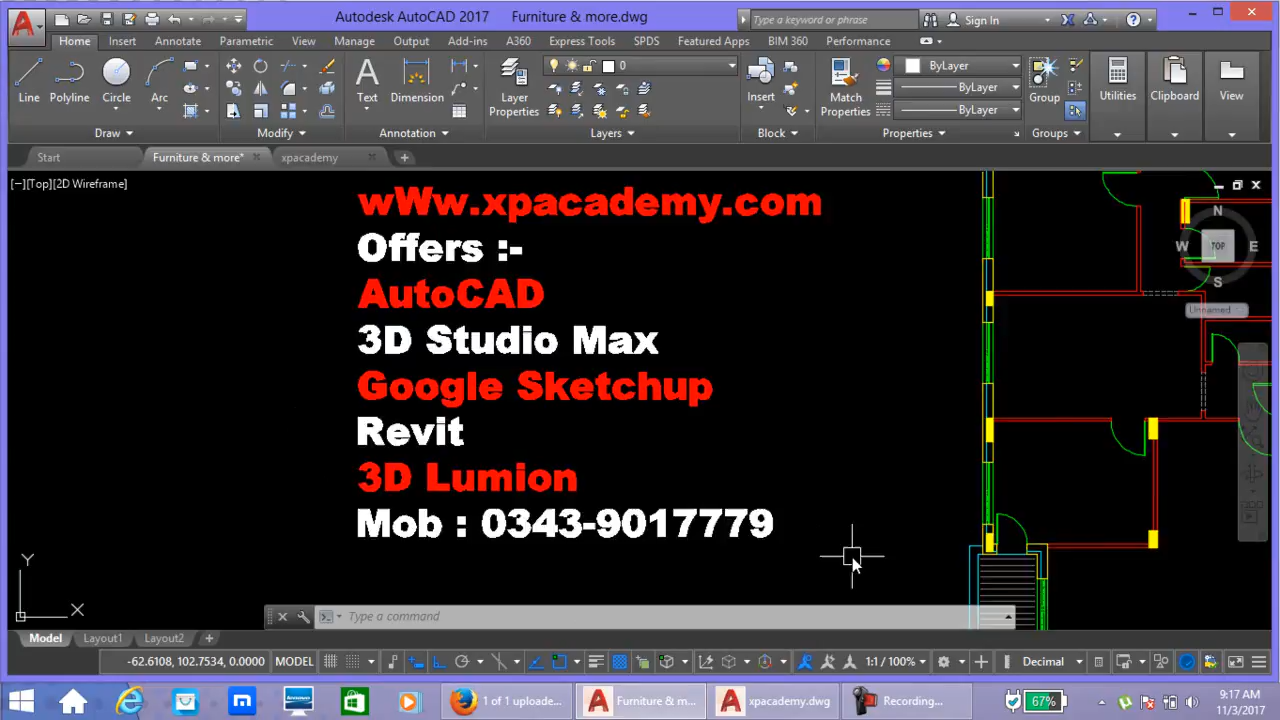 Autodesk AutoCAD 2017 Furniture & more.dwg Type a keyword or phrase Sign In
Home Insert Annotate Parametric View Manage Output Add-ins A360 Express Tools SPDS Featured Apps BIM 360 Performance
0 ByLayer
Line Polyline Circle Arc Text Dimension Layer Properties Insert Match Properties ByLayer Group Utilities Clipboard View
ByLayer
Draw Modify Annotation Layers Block Properties Groups
Start Furniture & more* xpacademy
[−][Top][2D Wireframe]
wWw.xpacademy.com
Offers :-
AutoCAD
3D Studio Max
Google Sketchup
Revit
3D Lumion
Mob : 0343-9017779
N
W TOP E
S
Unnamed
Y
X
Type a command
Model Layout1 Layout2
-62.6108, 102.7534, 0.0000 MODEL 1:1 / 100% Decimal
1 of 1 uploade... Furniture & m... xpacademy.dwg Recording... 67% 9:17 AM
11/3/2017